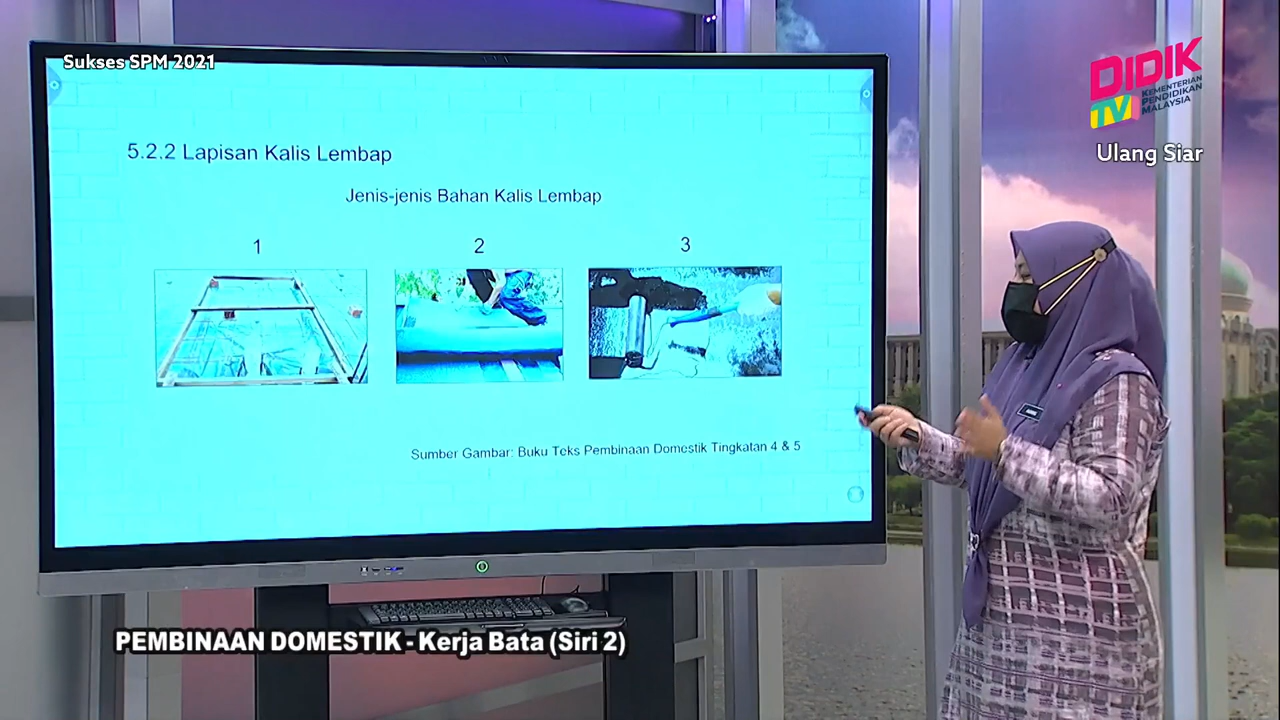 Sukses SPM 2021
DIDIK
TV
KEMENTERIAN
PENDIDIKAN
MALAYSIA
Ulang Siar
5.2.2 Lapisan Kalis Lembap
Jenis-jenis Bahan Kalis Lembap
1 2 3
Sumber Gambar: Buku Teks Pembinaan Domestik Tingkatan 4 & 5
PEMBINAAN DOMESTIK - Kerja Bata (Siri 2)